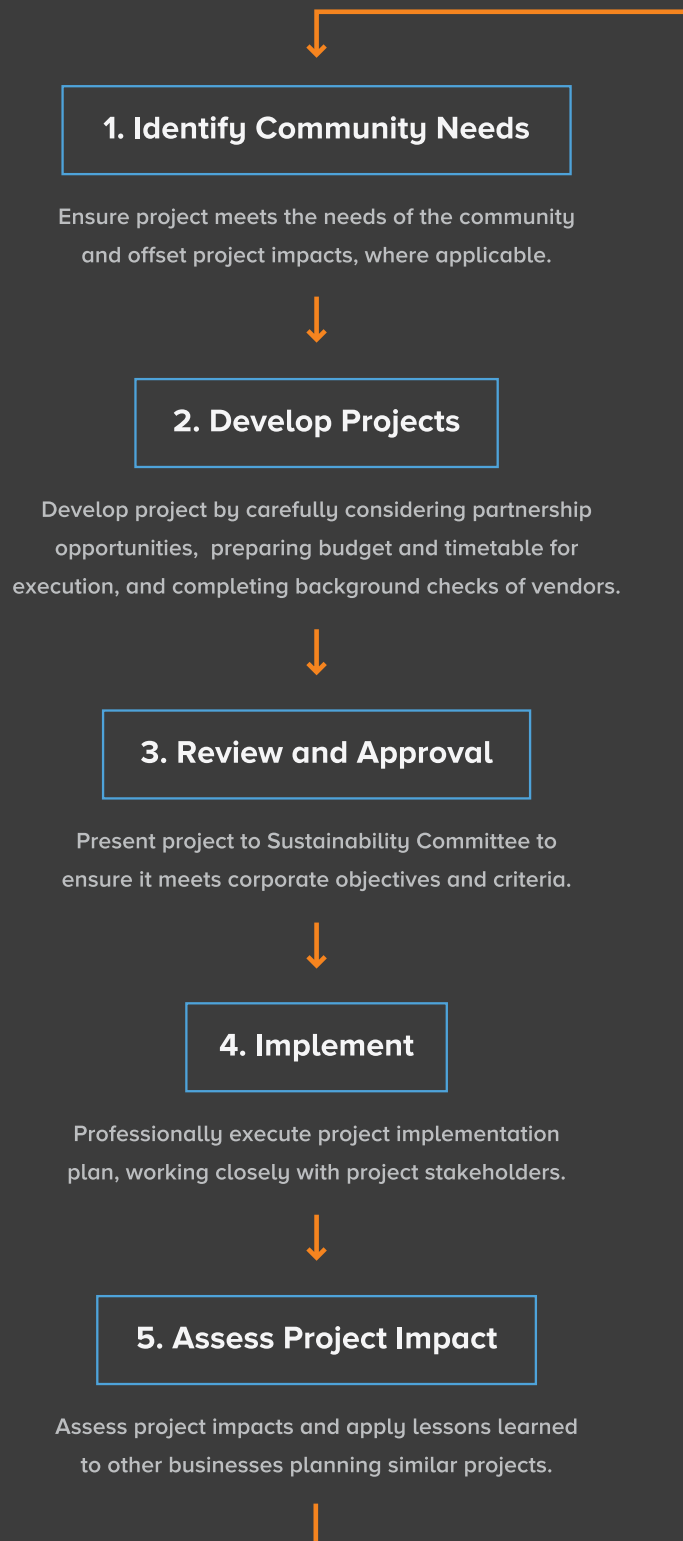 1. Identify Community Needs
Ensure project meets the needs of the community
and offset project impacts, where applicable.
2. Develop Projects
Develop project by carefully considering partnership
opportunities,  preparing budget and timetable for
execution, and completing background checks of vendors.
3. Review and Approval
Present project to Sustainability Committee to
ensure it meets corporate objectives and criteria.
4. Implement
Professionally execute project implementation
plan, working closely with project stakeholders.
5. Assess Project Impact
Assess project impacts and apply lessons learned
to other businesses planning similar projects.